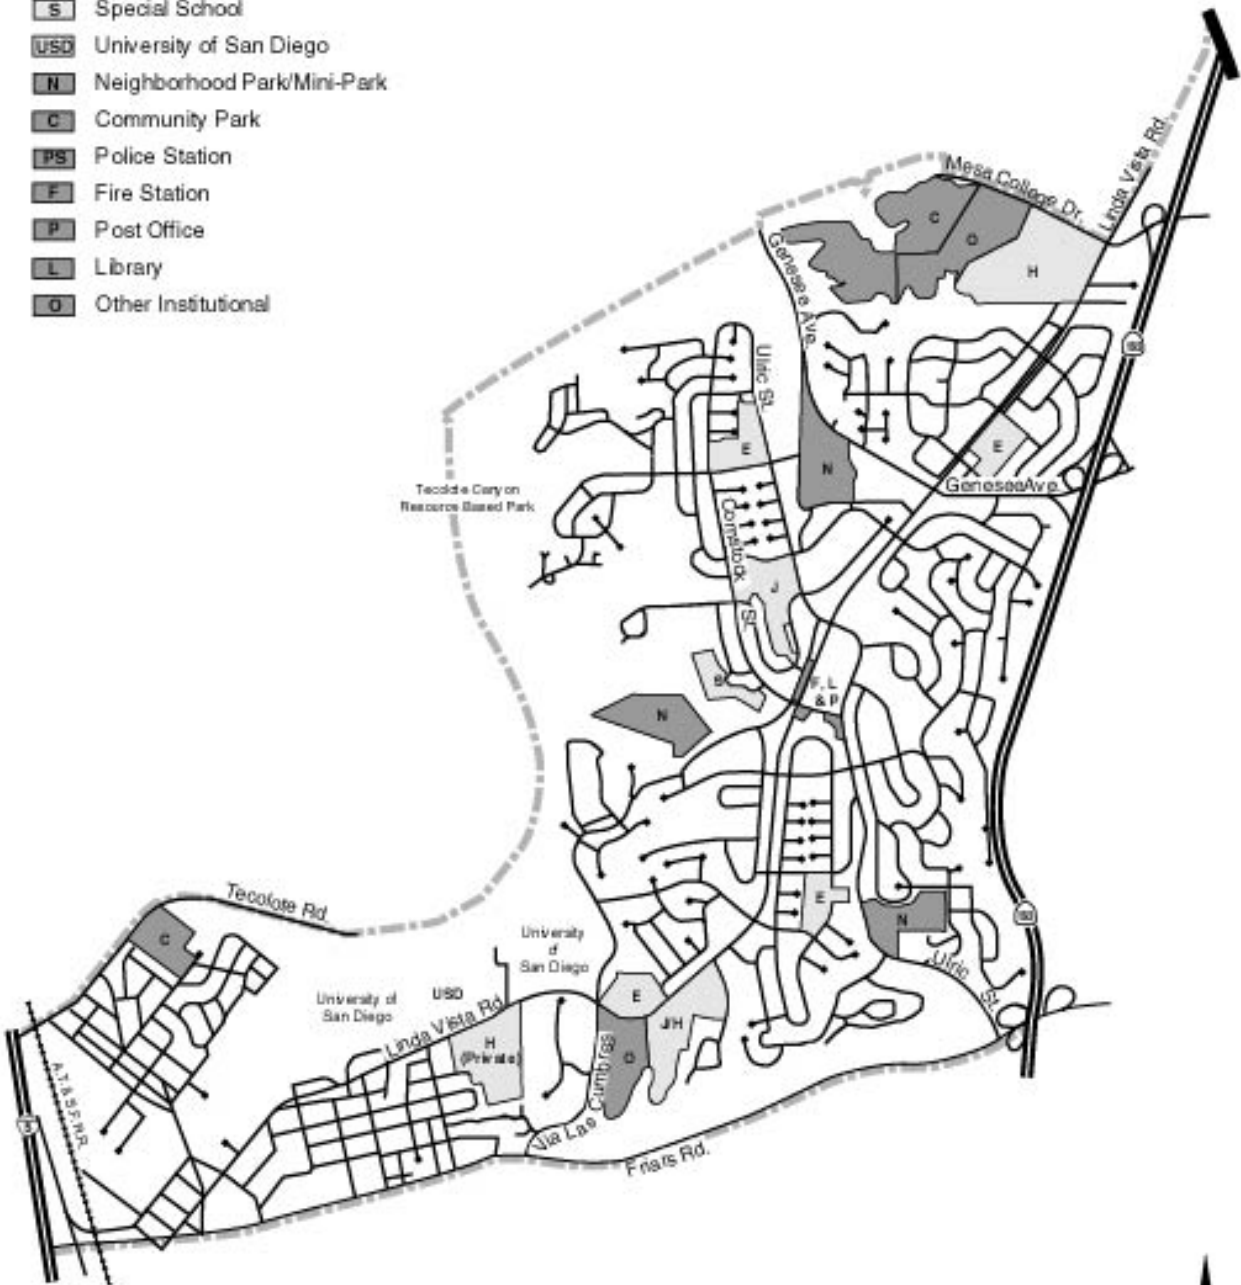 S Special School
USD University of San Diego
N Neighborhood Park/Mini-Park
C Community Park
PS Police Station
F Fire Station
P Post Office
L Library
O Other Institutional
Mesa College Dr.
Linda Vista Rd.
C
O
H
Genesee Ave.
163
Ulric St.
E
E
N
Genesee Ave.
Tecolote Canyon
Resource Based Park
Comstock St.
J
S
F, L
& P
N
E
N
163
Tecolote Rd.
C
University
of
San Diego
Ulric St.
University of
San Diego
USD
Linda Vista Rd.
E
J/H
H
(Private)
O
Via Las Cumbres
A.T. & S.F. R.R.
5
Friars Rd.